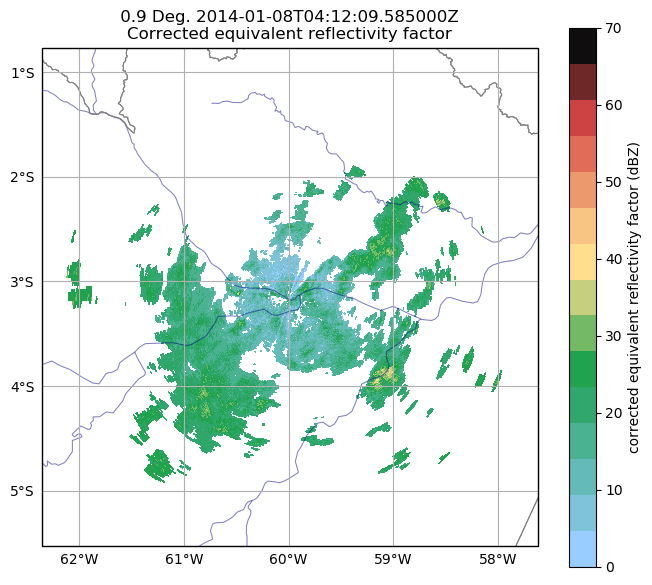 0.9 Deg. 2014-01-08T04:12:09.585000Z
Corrected equivalent reflectivity factor
1°S
2°S
3°S
4°S
5°S
62°W
61°W
60°W
59°W
58°W
70
60
50
40
30
20
10
0
corrected equivalent reflectivity factor (dBZ)